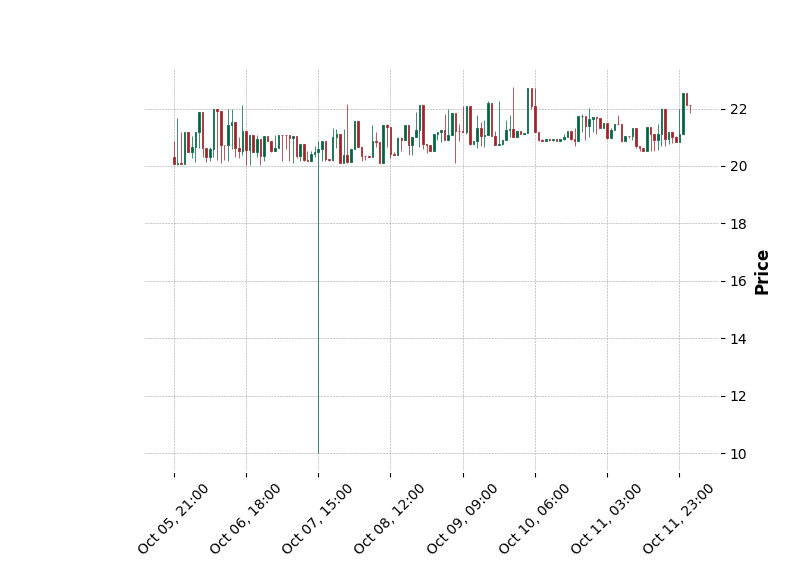 22
20
18
16
14
12
10
Price
Oct 05, 21:00
Oct 06, 18:00
Oct 07, 15:00
Oct 08, 12:00
Oct 09, 09:00
Oct 10, 06:00
Oct 11, 03:00
Oct 11, 23:00